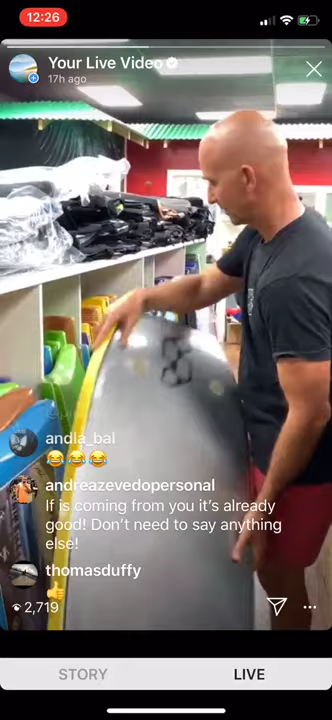 12:26
Your Live Video
17h ago
andla_bal
😂😂😂
andreazevedopersonal
If is coming from you it’s already
good! Don’t need to say anything
else!
thomasduffy
👍
2,719
STORY
LIVE